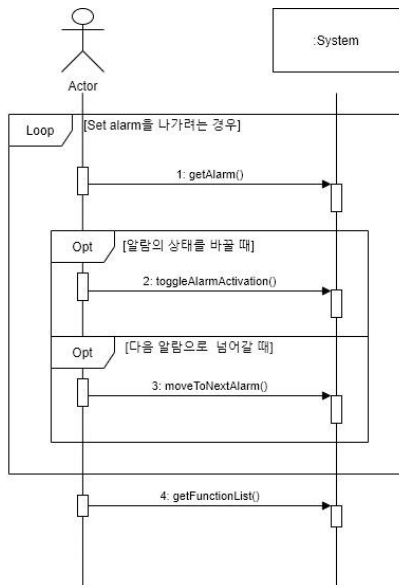 :System
Actor
Loop
[Set alarm을 나가려는 경우]
1: getAlarm()
Opt
[알람의 상태를 바꿀 때]
2: toggleAlarmActivation()
Opt
[다음 알람으로 넘어갈 때]
3: moveToNextAlarm()
4: getFunctionList()